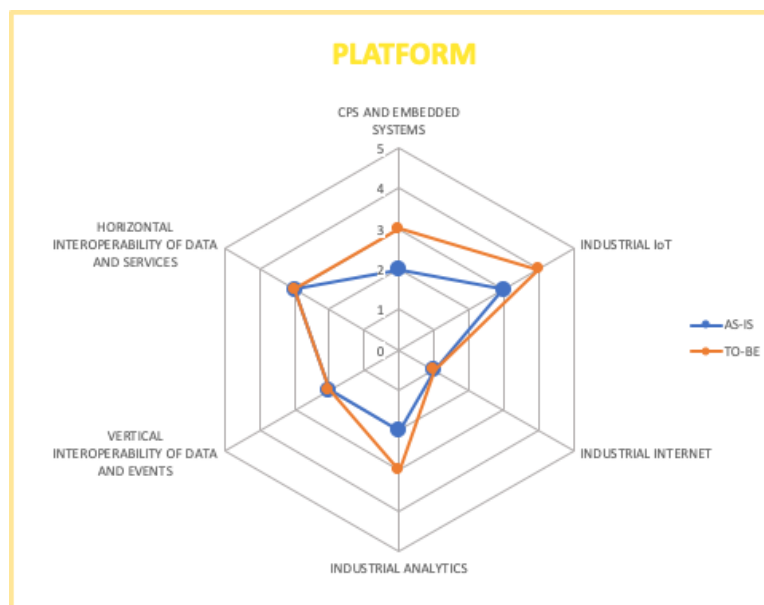 PLATFORM
CPS AND EMBEDDED
SYSTEMS
5
4
3
2
1
0
HORIZONTAL
INTEROPERABILITY OF DATA
AND SERVICES
INDUSTRIAL IoT
AS-IS
TO-BE
VERTICAL
INTEROPERABILITY OF DATA
AND EVENTS
INDUSTRIAL INTERNET
INDUSTRIAL ANALYTICS